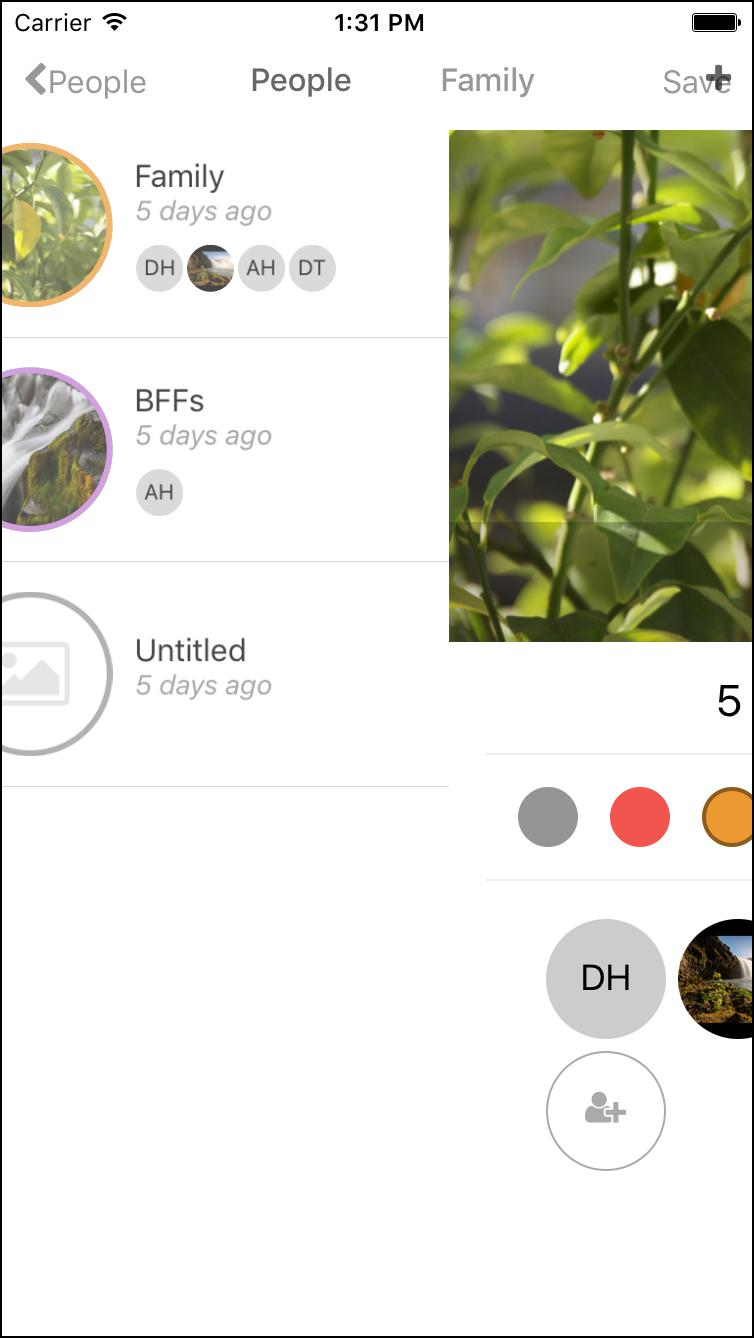 Carrier 1:31 PM
People People Family Save
Family
5 days ago
DH AH DT
BFFs
5 days ago
AH
Untitled
5 days ago
5
DH